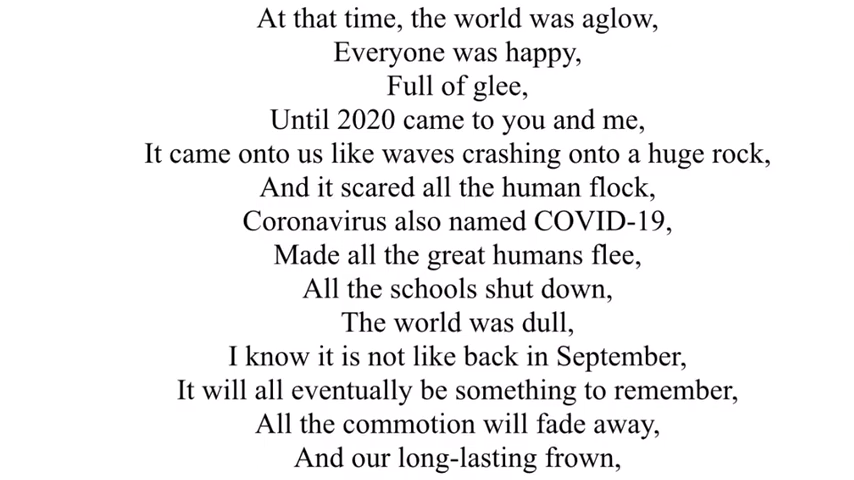 At that time, the world was aglow,
Everyone was happy,
Full of glee,
Until 2020 came to you and me,
It came onto us like waves crashing onto a huge rock,
And it scared all the human flock,
Coronavirus also named COVID-19,
Made all the great humans flee,
All the schools shut down,
The world was dull,
I know it is not like back in September,
It will all eventually be something to remember,
All the commotion will fade away,
And our long-lasting frown,